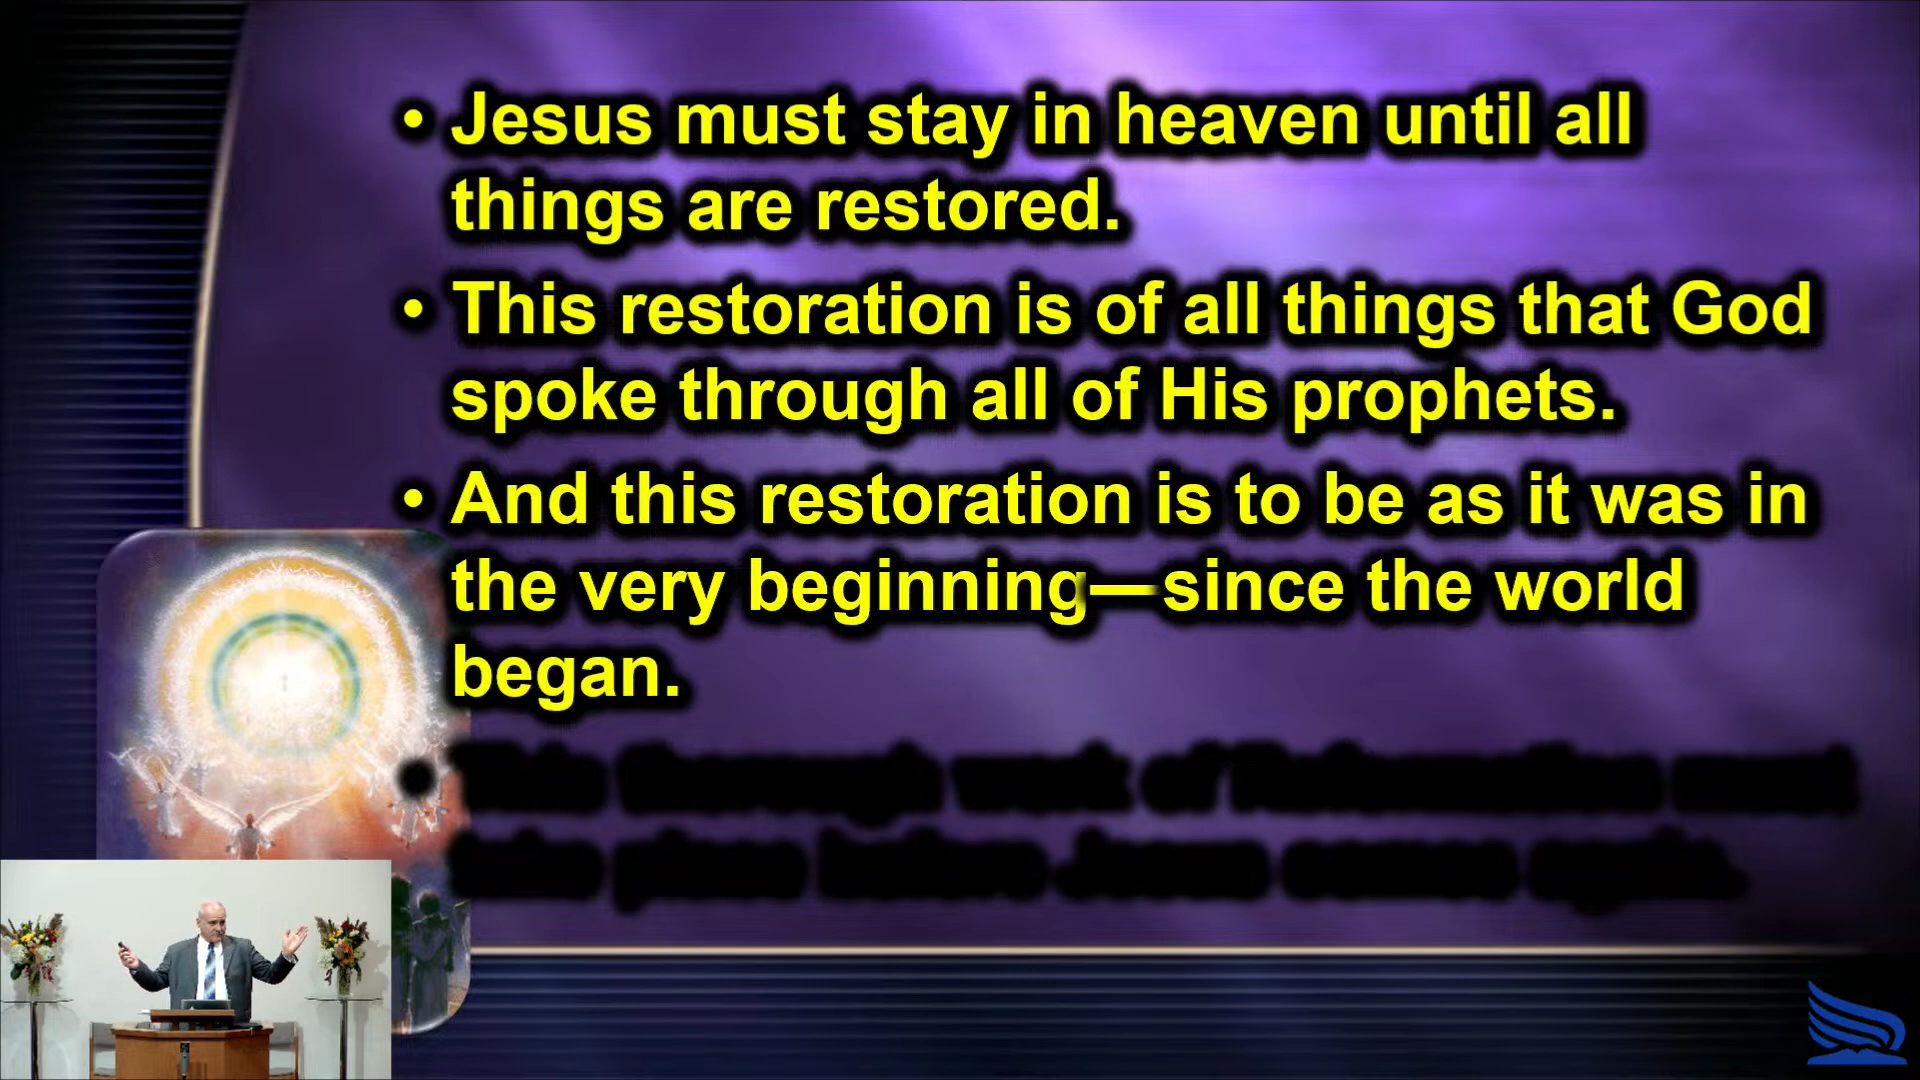 • Jesus must stay in heaven until all
things are restored.
• This restoration is of all things that God
spoke through all of His prophets.
• And this restoration is to be as it was in
the very beginning—since the world
began.